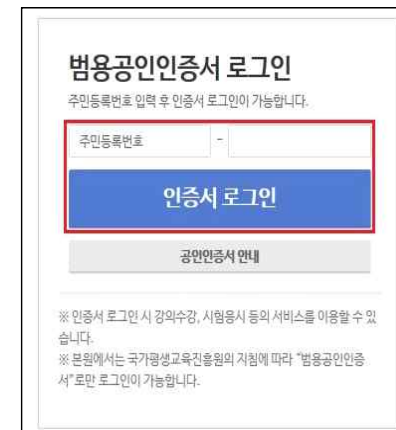 범용공인인증서 로그인
주민등록번호 입력 후 인증서 로그인이 가능합니다.
주민등록번호 -
인증서 로그인
공인인증서 안내
※ 인증서 로그인 시 강의수강, 시험응시 등의 서비스를 이용할 수 있
습니다.
※ 본원에서는 국가평생교육진흥원의 지침에 따라 "범용공인인증
서"로만 로그인이 가능합니다.